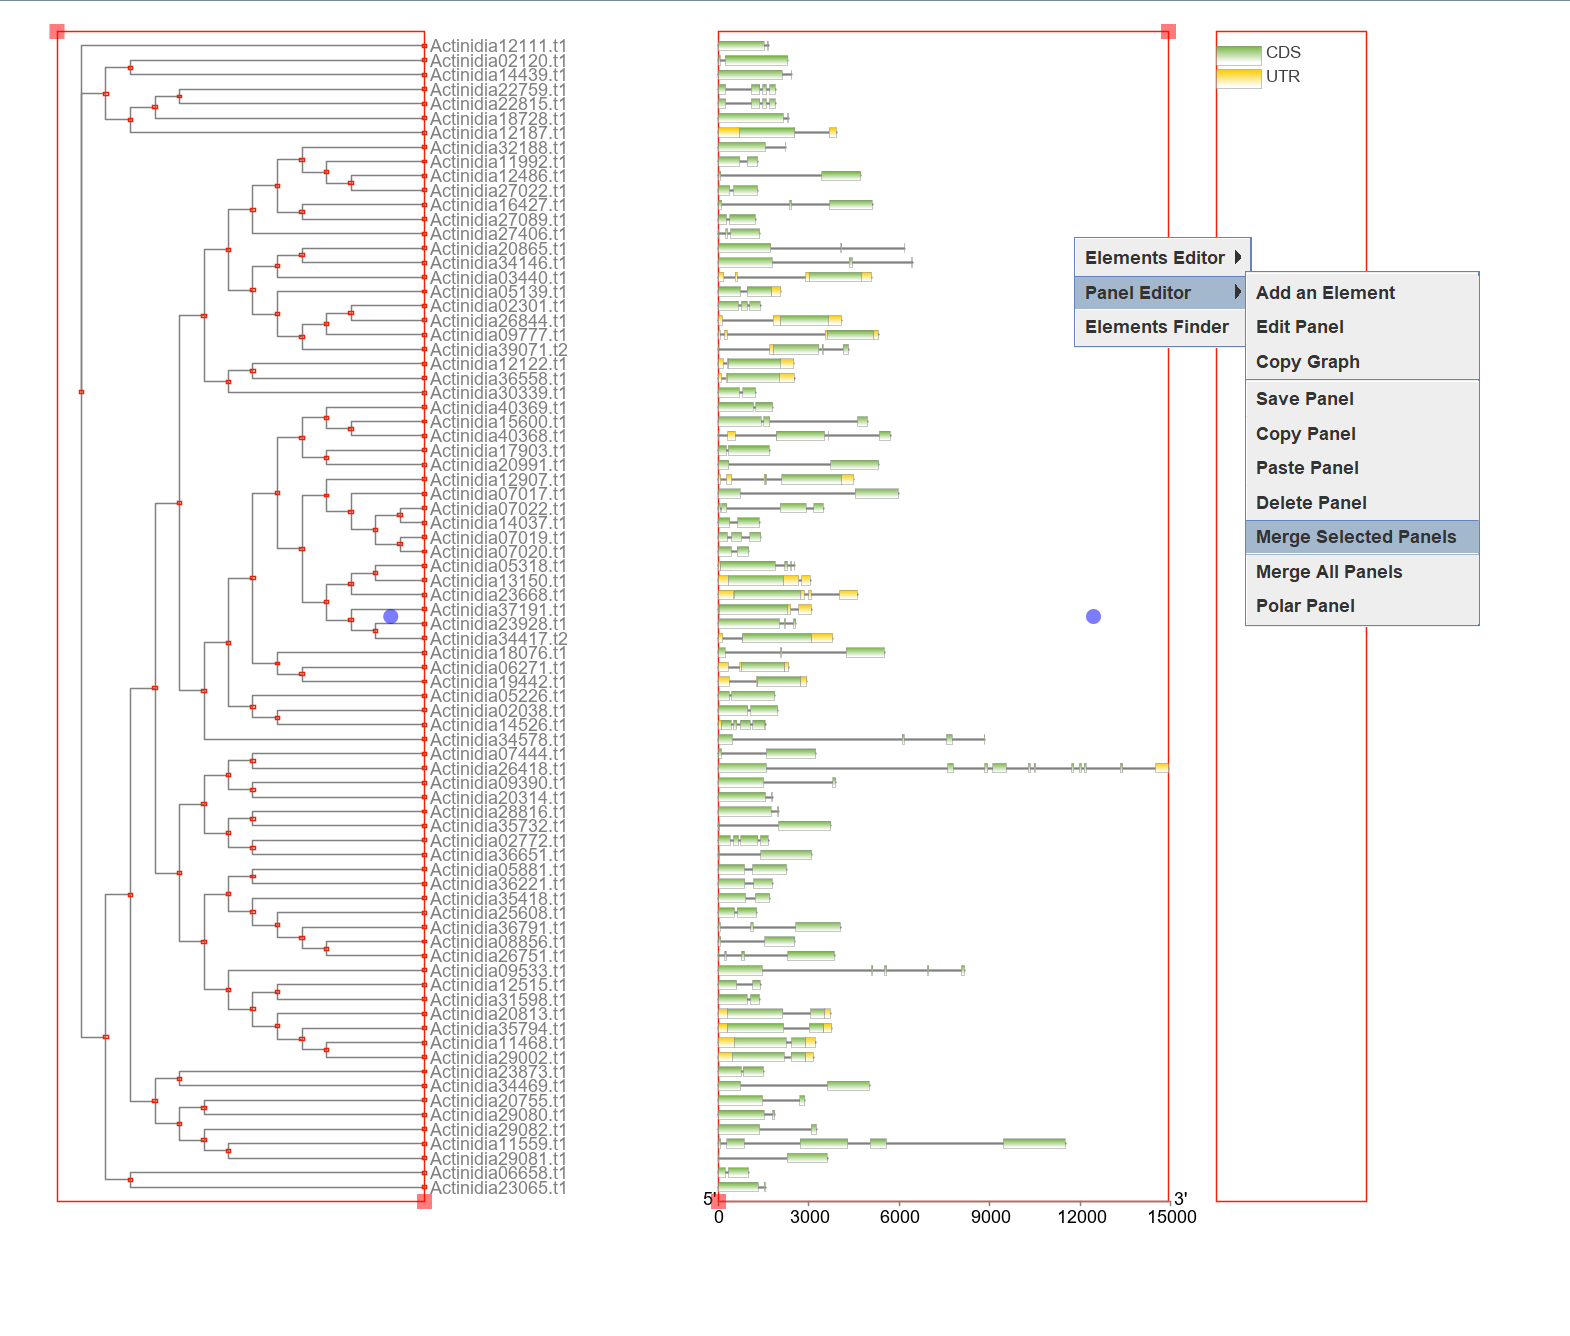 Actinidia12111.t1
Actinidia02120.t1
Actinidia14439.t1
Actinidia22759.t1
Actinidia22815.t1
Actinidia18728.t1
Actinidia12187.t1
Actinidia32188.t1
Actinidia11992.t1
Actinidia12486.t1
Actinidia27022.t1
Actinidia16427.t1
Actinidia27089.t1
Actinidia27406.t1
Actinidia20865.t1
Actinidia34146.t1
Actinidia03440.t1
Actinidia05139.t1
Actinidia02301.t1
Actinidia26844.t1
Actinidia09777.t1
Actinidia39071.t2
Actinidia12122.t1
Actinidia36558.t1
Actinidia30339.t1
Actinidia40369.t1
Actinidia15600.t1
Actinidia40368.t1
Actinidia17903.t1
Actinidia20991.t1
Actinidia12907.t1
Actinidia07017.t1
Actinidia07022.t1
Actinidia14037.t1
Actinidia07019.t1
Actinidia07020.t1
Actinidia05318.t1
Actinidia13150.t1
Actinidia23668.t1
Actinidia37191.t1
Actinidia23928.t1
Actinidia34417.t2
Actinidia18076.t1
Actinidia06271.t1
Actinidia19442.t1
Actinidia05226.t1
Actinidia02038.t1
Actinidia14526.t1
Actinidia34578.t1
Actinidia07444.t1
Actinidia26418.t1
Actinidia09390.t1
Actinidia20314.t1
Actinidia28816.t1
Actinidia35732.t1
Actinidia02772.t1
Actinidia36651.t1
Actinidia05881.t1
Actinidia36221.t1
Actinidia35418.t1
Actinidia25608.t1
Actinidia36791.t1
Actinidia08856.t1
Actinidia26751.t1
Actinidia09533.t1
Actinidia12515.t1
Actinidia31598.t1
Actinidia20813.t1
Actinidia35794.t1
Actinidia11468.t1
Actinidia29002.t1
Actinidia23873.t1
Actinidia34469.t1
Actinidia20755.t1
Actinidia29080.t1
Actinidia29082.t1
Actinidia11559.t1
Actinidia29081.t1
Actinidia06658.t1
Actinidia23065.t1
5' 3'
0 3000 6000 9000 12000 15000
CDS
UTR
Elements Editor
Panel Editor
Elements Finder
Add an Element
Edit Panel
Copy Graph
Save Panel
Copy Panel
Paste Panel
Delete Panel
Merge Selected Panels
Merge All Panels
Polar Panel